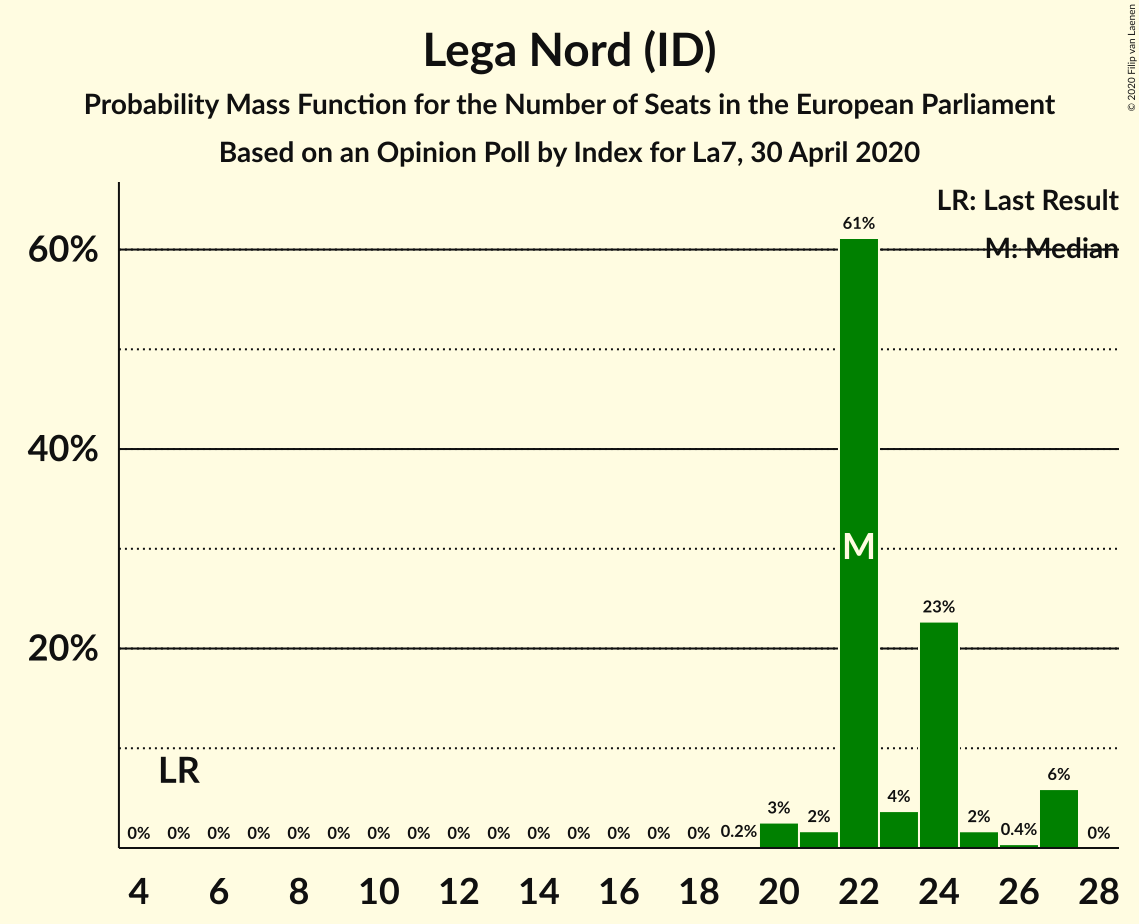 Lega Nord (ID)
Probability Mass Function for the Number of Seats in the European Parliament
Based on an Opinion Poll by Index for La7, 30 April 2020
© 2020 Filip van Laenen
LR: Last Result
M: Median
61%
60%
40%
M
23%
20%
LR
6%
3%
2%
4%
2%
0% 0% 0% 0% 0% 0% 0% 0% 0% 0% 0% 0% 0% 0% 0% 0.2% 0.4% 0%
4 6 8 10 12 14 16 18 20 22 24 26 28